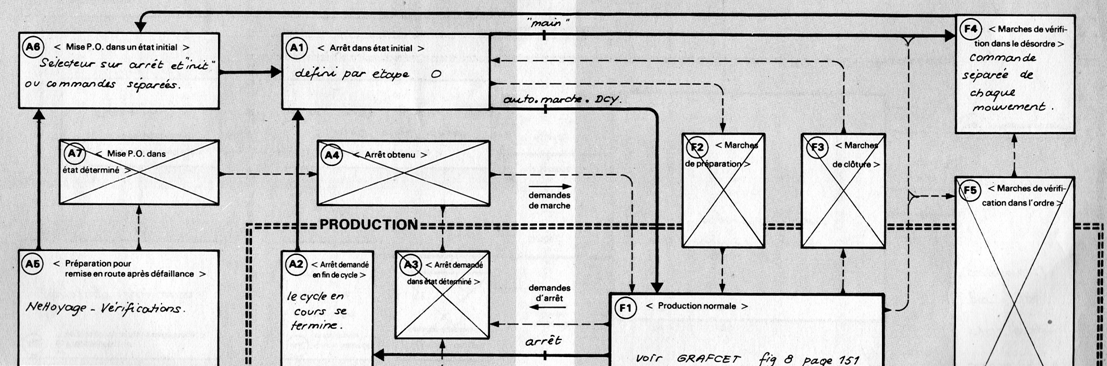 "main"
A6 < Mise P.O. dans un état initial >
Sélecteur sur arrêt et "init"
ou commandes séparées.
A1 < Arrêt dans état initial >
défini par étape 0
F4 < Marches de vérifi-
tion dans le désordre >
commande
séparée de
chaque
mouvement.
auto.marche. DCY.
A7 < Mise P.O. dans
état déterminé >
A4 < Arrêt obtenu >
F2 < Marches
de préparation >
F3 < Marches
de clôture >
demandes
de marche
F5 < Marches de vérifi-
cation dans l'ordre >
PRODUCTION
A5 < Préparation pour
remise en route après défaillance >
Nettoyage - Vérifications.
A2 < Arrêt demandé
en fin de cycle >
le cycle en
cours se
termine.
A3 < Arrêt demandé
dans état déterminé >
demandes
d'arrêt
F1 < Production normale >
arrêt
voir GRAFCET fig 8 page 151